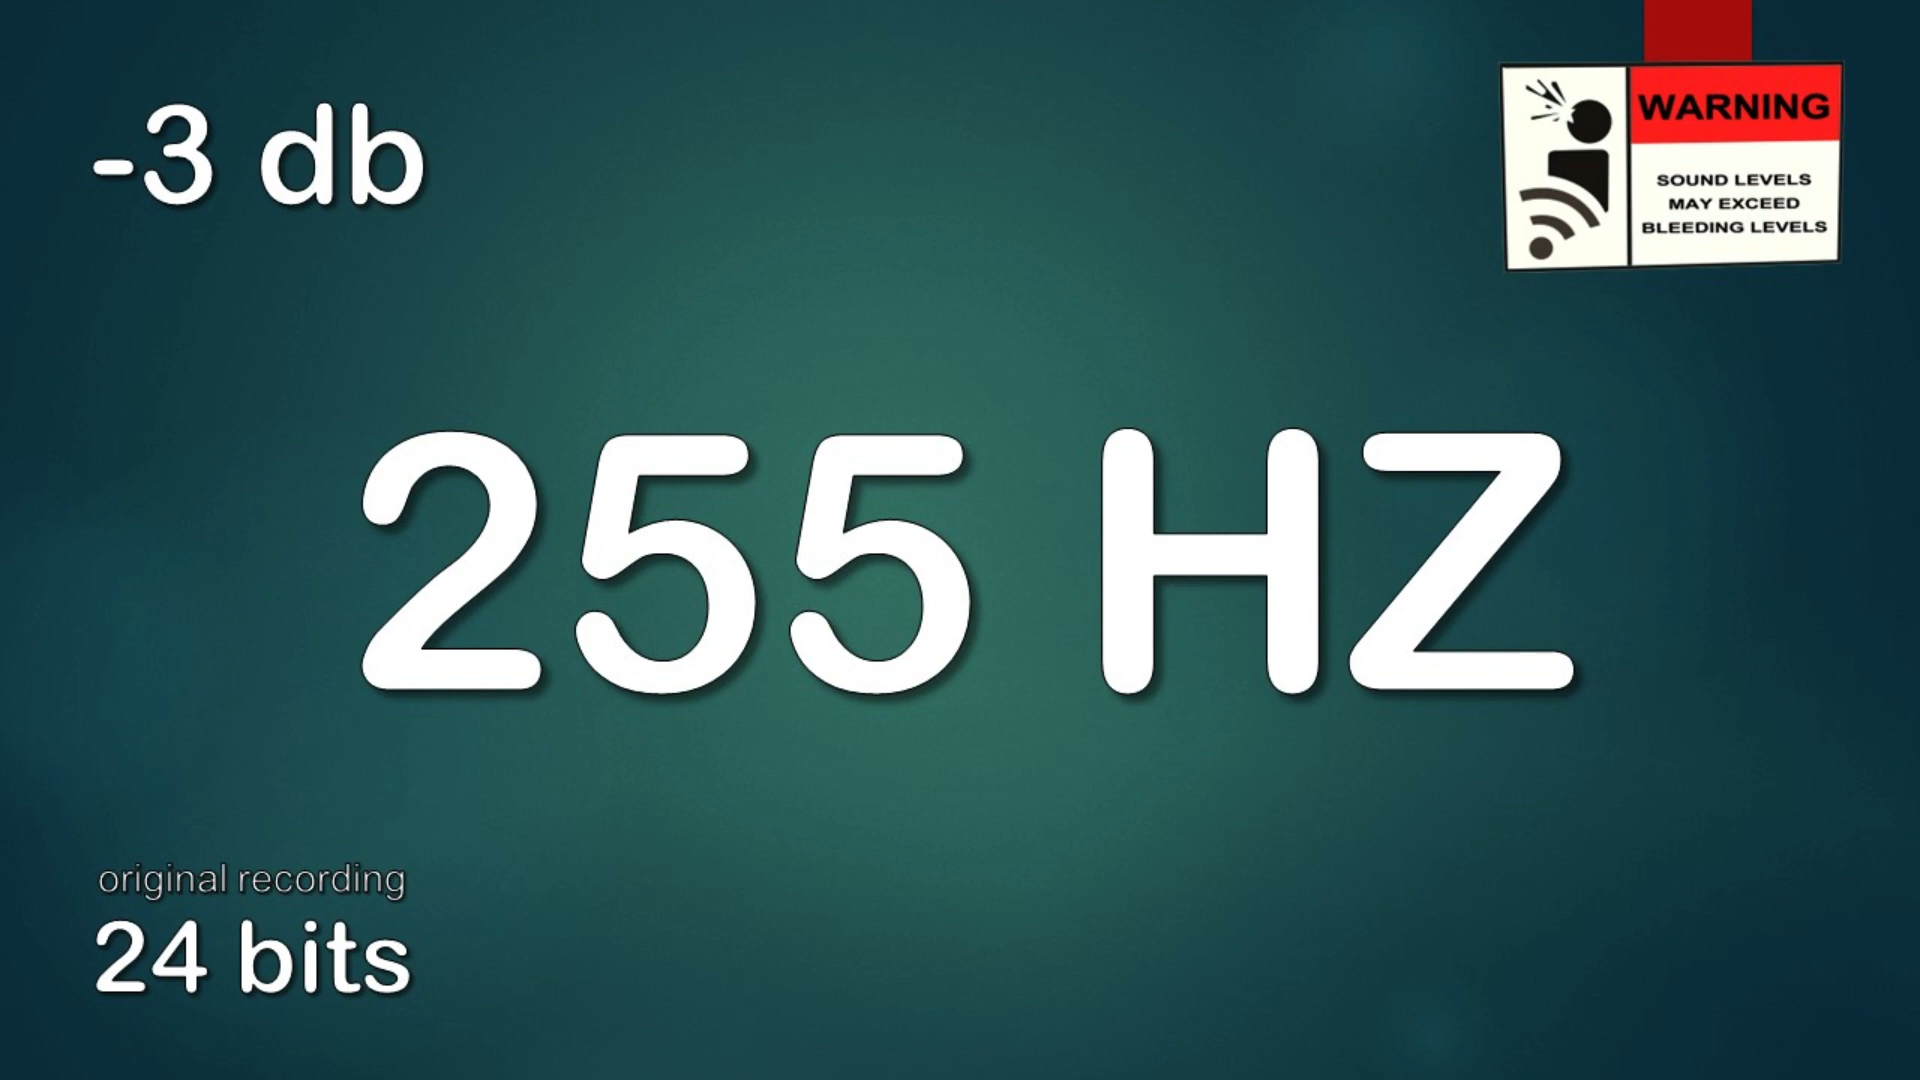 -3 db
WARNING
SOUND LEVELS
MAY EXCEED
BLEEDING LEVELS
255 HZ
original recording
24 bits